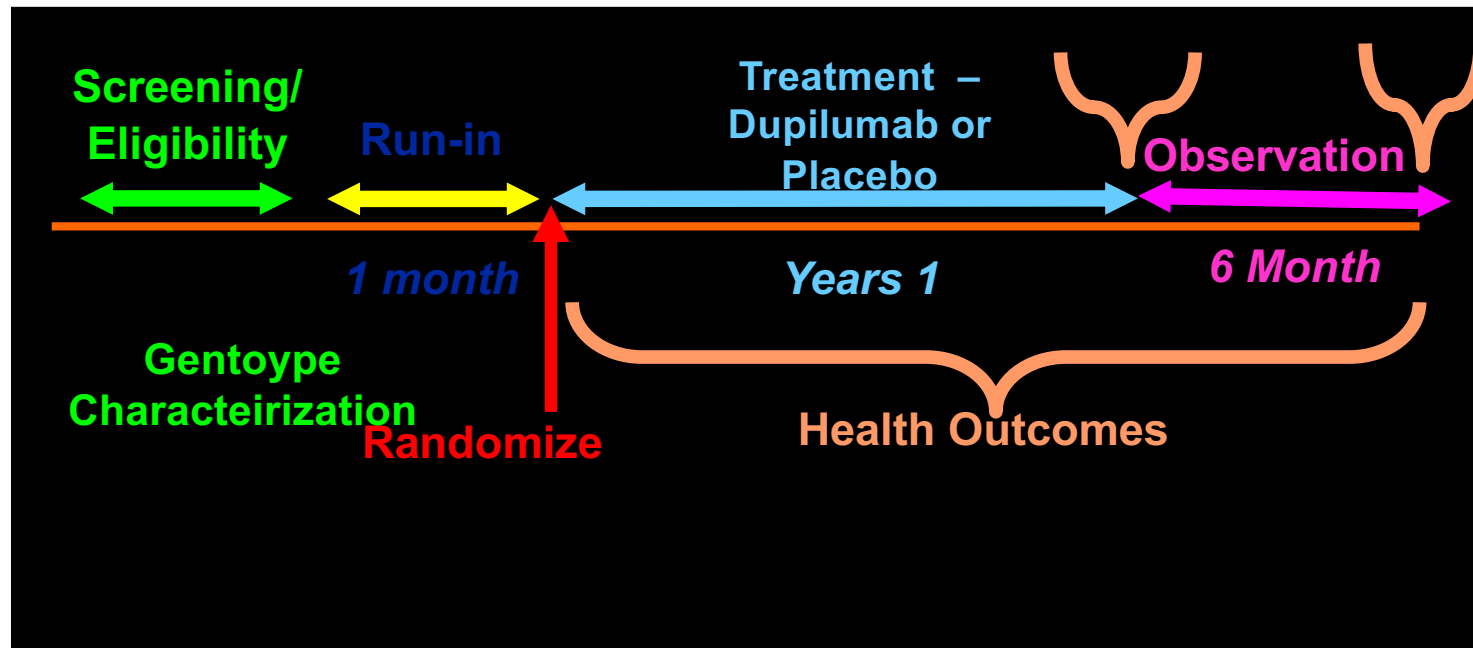 Screening/
Eligibility
Run-in
Treatment –
Dupilumab or
Placebo
Observation
1 month
Years 1
6 Month
Gentoype
Characteirization
Randomize
Health Outcomes